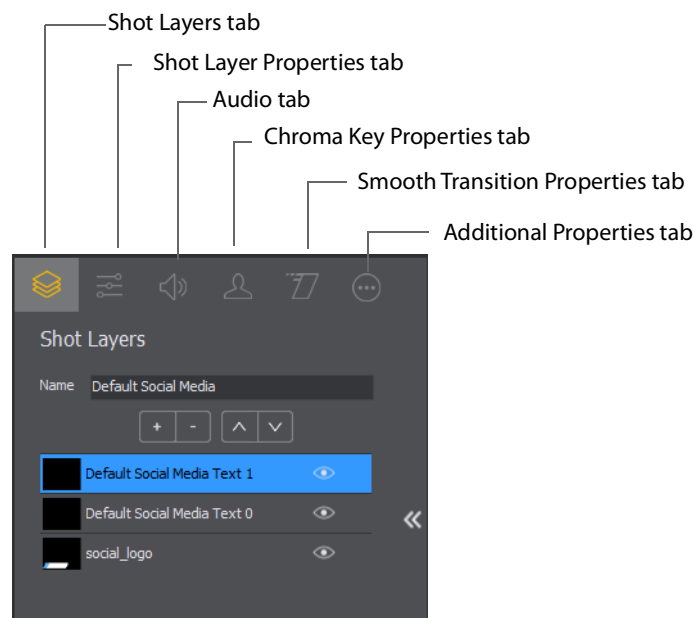 Shot Layers tab
Shot Layer Properties tab
Audio tab
Chroma Key Properties tab
Smooth Transition Properties tab
Additional Properties tab
Shot Layers
Name Default Social Media
+ -
Default Social Media Text 1
Default Social Media Text 0
social_logo